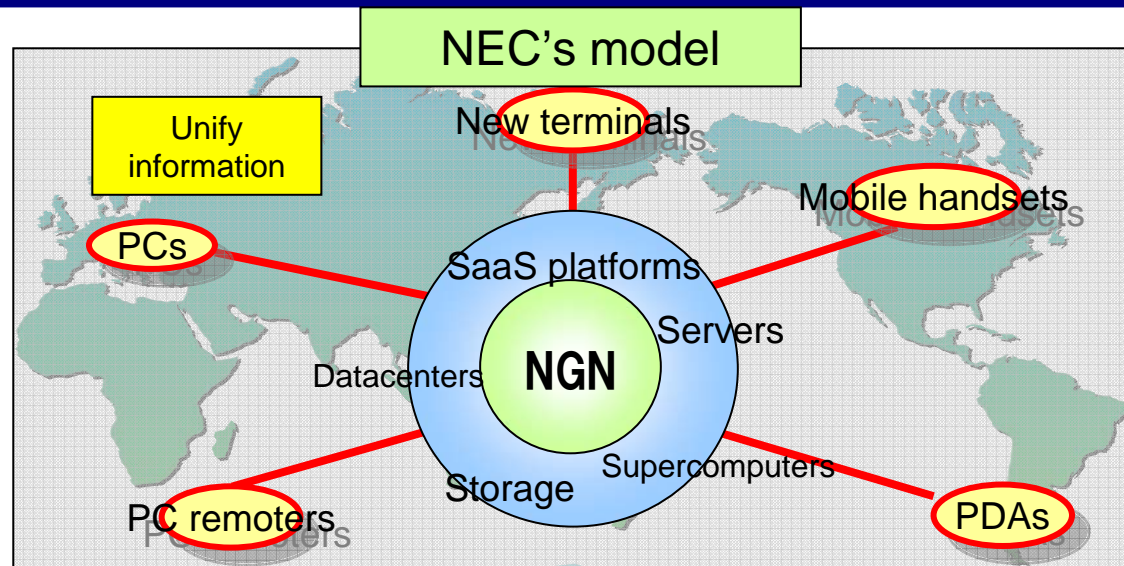 NEC’s model
New terminals
Unify
information
Mobile handsets
PCs
SaaS platforms
Servers
NGN
Datacenters
Supercomputers
Storage
PC remoters
PDAs